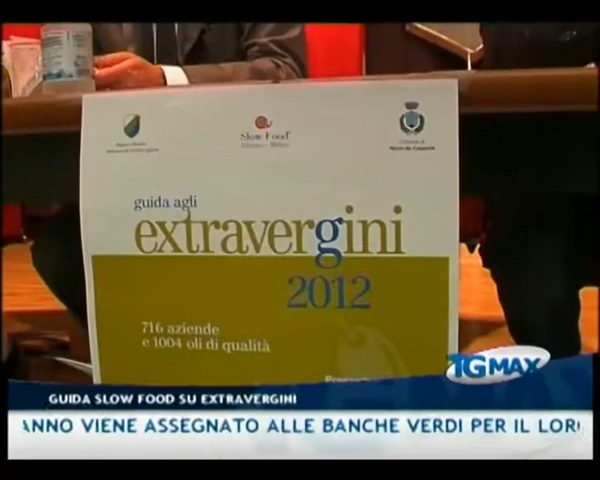 Slow Food
guida agli
extravergini
2012
716 aziende
e 1004 oli di qualità
TGMAX
GUIDA SLOW FOOD SU EXTRAVERGINI
ANNO VIENE ASSEGNATO ALLE BANCHE VERDI PER IL LOR